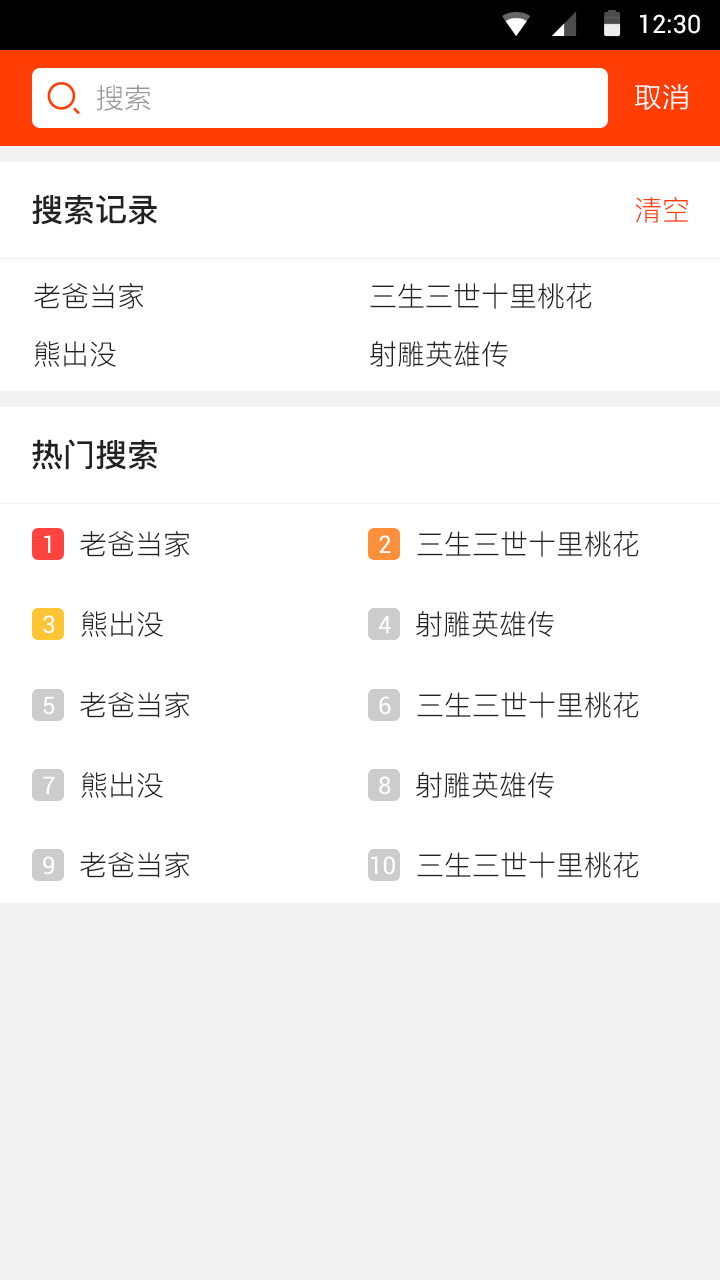 12:30
搜索 取消
搜索记录 清空
老爸当家 三生三世十里桃花
熊出没 射雕英雄传
热门搜索
1 老爸当家 2 三生三世十里桃花
3 熊出没 4 射雕英雄传
5 老爸当家 6 三生三世十里桃花
7 熊出没 8 射雕英雄传
9 老爸当家 10 三生三世十里桃花